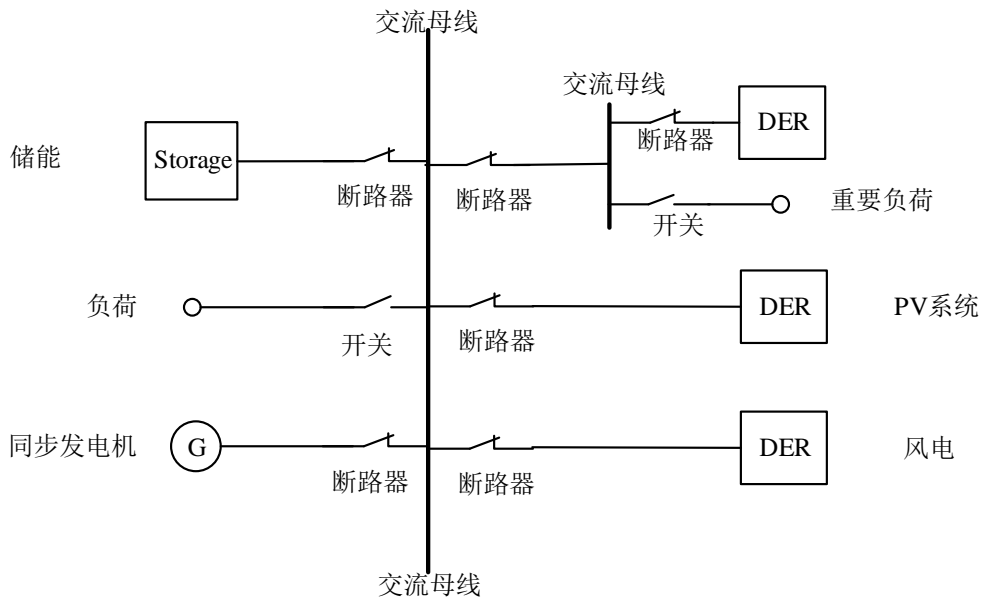 交流母线
交流母线
DER
断路器
储能
Storage
断路器
断路器
重要负荷
开关
负荷
DER
PV系统
开关
断路器
同步发电机
G
DER
风电
断路器
断路器
交流母线